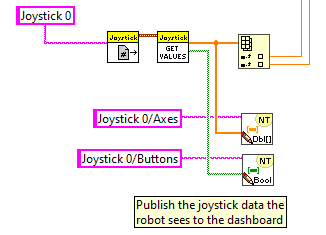 Joystick 0
Joystick
#
Joystick
GET
VALUES
Joystick 0/Axes
NT
Dbl[]
Joystick 0/Buttons
NT
Bool
Publish the joystick data the
robot sees to the dashboard